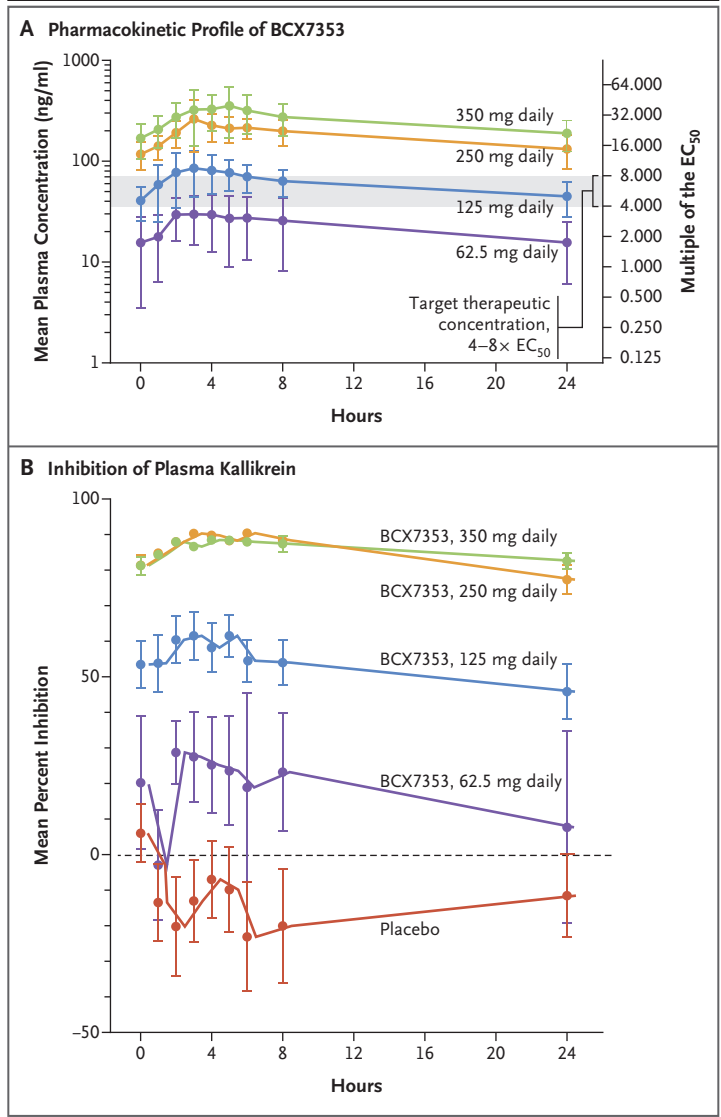 A Pharmacokinetic Profile of BCX7353
Mean Plasma Concentration (ng/ml)
1000
100
10
1
350 mg daily
250 mg daily
125 mg daily
62.5 mg daily
Target therapeutic
concentration,
4–8× EC50
64.000
32.000
16.000
8.000
4.000
2.000
1.000
0.500
0.250
0.125
Multiple of the EC50
0 4 8 12 16 20 24
Hours
B Inhibition of Plasma Kallikrein
Mean Percent Inhibition
100
50
0
–50
BCX7353, 350 mg daily
BCX7353, 250 mg daily
BCX7353, 125 mg daily
BCX7353, 62.5 mg daily
Placebo
0 4 8 12 16 20 24
Hours